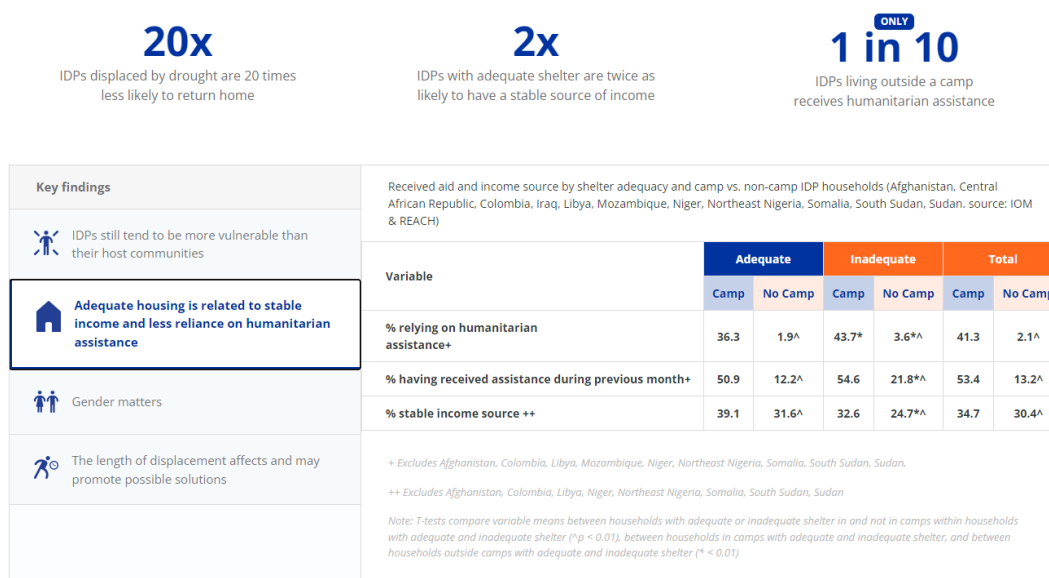 20x
IDPs displaced by drought are 20 times
less likely to return home
2x
IDPs with adequate shelter are twice as
likely to have a stable source of income
ONLY
1 in 10
IDPs living outside a camp
receives humanitarian assistance
Key findings
IDPs still tend to be more vulnerable than
their host communities
Adequate housing is related to stable
income and less reliance on humanitarian
assistance
Gender matters
The length of displacement affects and may
promote possible solutions
Received aid and income source by shelter adequacy and camp vs. non-camp IDP households (Afghanistan, Central
African Republic, Colombia, Iraq, Libya, Mozambique, Niger, Northeast Nigeria, Somalia, South Sudan, Sudan. source: IOM
& REACH)
Variable
Adequate Inadequate Total
Camp No Camp Camp No Camp Camp No Camp
% relying on humanitarian
assistance+
36.3 1.9^ 43.7* 3.6*^ 41.3 2.1^
% having received assistance during previous month+ 50.9 12.2^ 54.6 21.8*^ 53.4 13.2^
% stable income source ++ 39.1 31.6^ 32.6 24.7*^ 34.7 30.4^
+ Excludes Afghanistan, Colombia, Libya, Mozambique, Niger, Northeast Nigeria, Somalia, South Sudan, Sudan.
++ Excludes Afghanistan, Colombia, Libya, Niger, Northeast Nigeria, Somalia, South Sudan, Sudan
Note: T-tests compare variable means between households with adequate or inadequate shelter in and not in camps within households
with adequate and inadequate shelter (^p < 0.01), between households in camps with adequate and inadequate shelter, and between
households outside camps with adequate and inadequate shelter (* < 0.01)